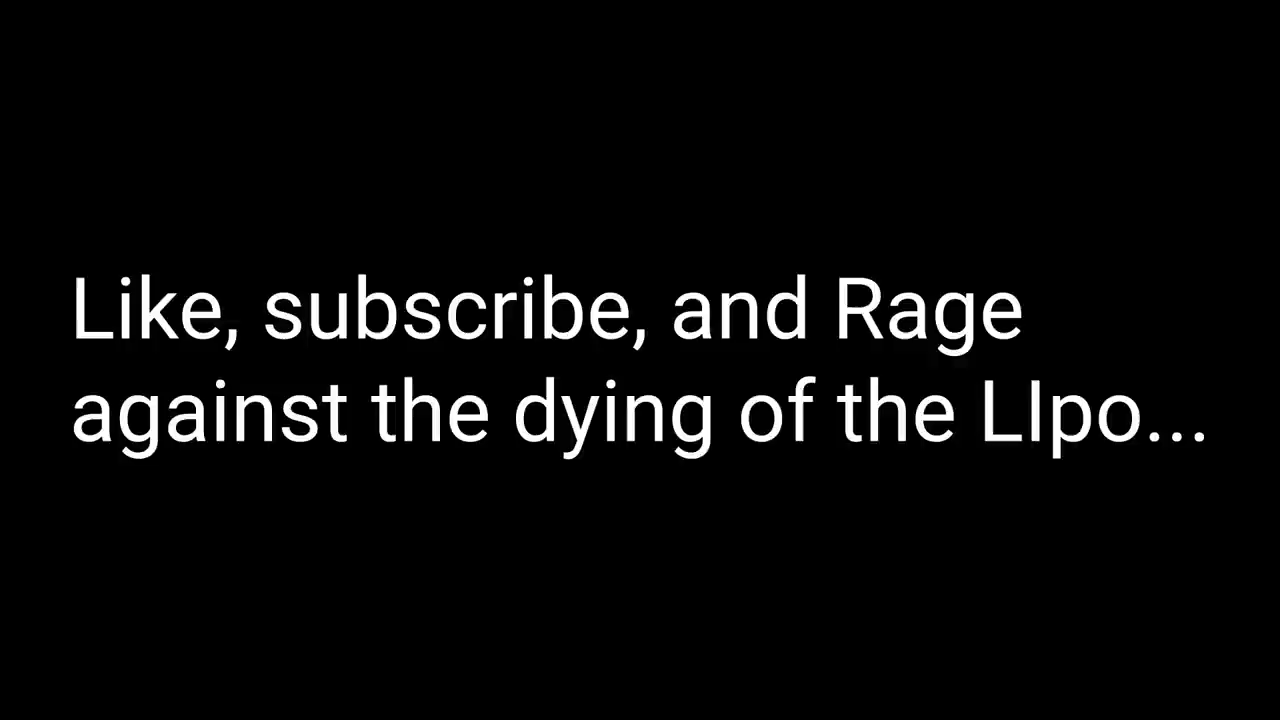 Like, subscribe, and Rage
against the dying of the LIpo...